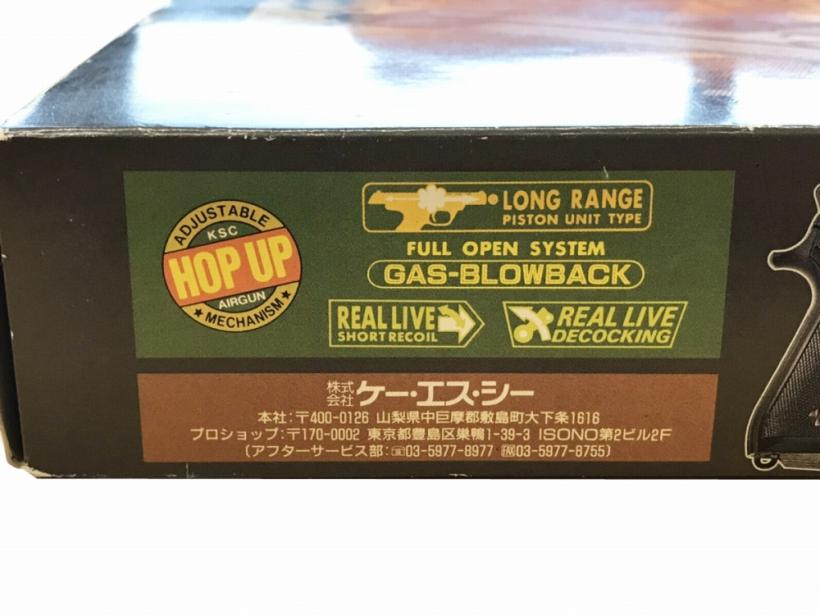 ADJUSTABLE
KSC
HOP UP
AIRGUN
★ MECHANISM ★
LONG RANGE
PISTON UNIT TYPE
FULL OPEN SYSTEM
GAS-BLOWBACK
REAL LIVE
SHORT RECOIL
REAL LIVE
DECOCKING
株式会社 ケー・エス・シー
本社:〒400-0126 山梨県中巨摩郡敷島町大下条1616
プロショップ:〒170-0002 東京都豊島区巣鴨1-39-3 ISONO第2ビル2F
(アフターサービス部:☎03-5977-8977 FAX03-5977-8755)